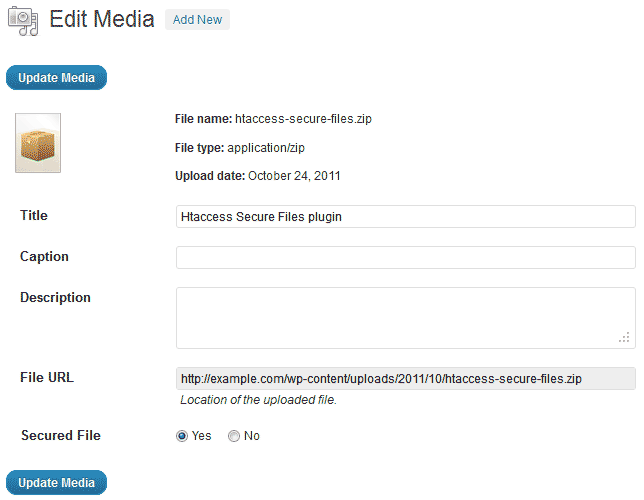 Edit Media Add New
Update Media
File name: htaccess-secure-files.zip
File type: application/zip
Upload date: October 24, 2011
Title Htaccess Secure Files plugin
Caption
Description
File URL http://example.com/wp-content/uploads/2011/10/htaccess-secure-files.zip
Location of the uploaded file.
Secured File Yes No
Update Media